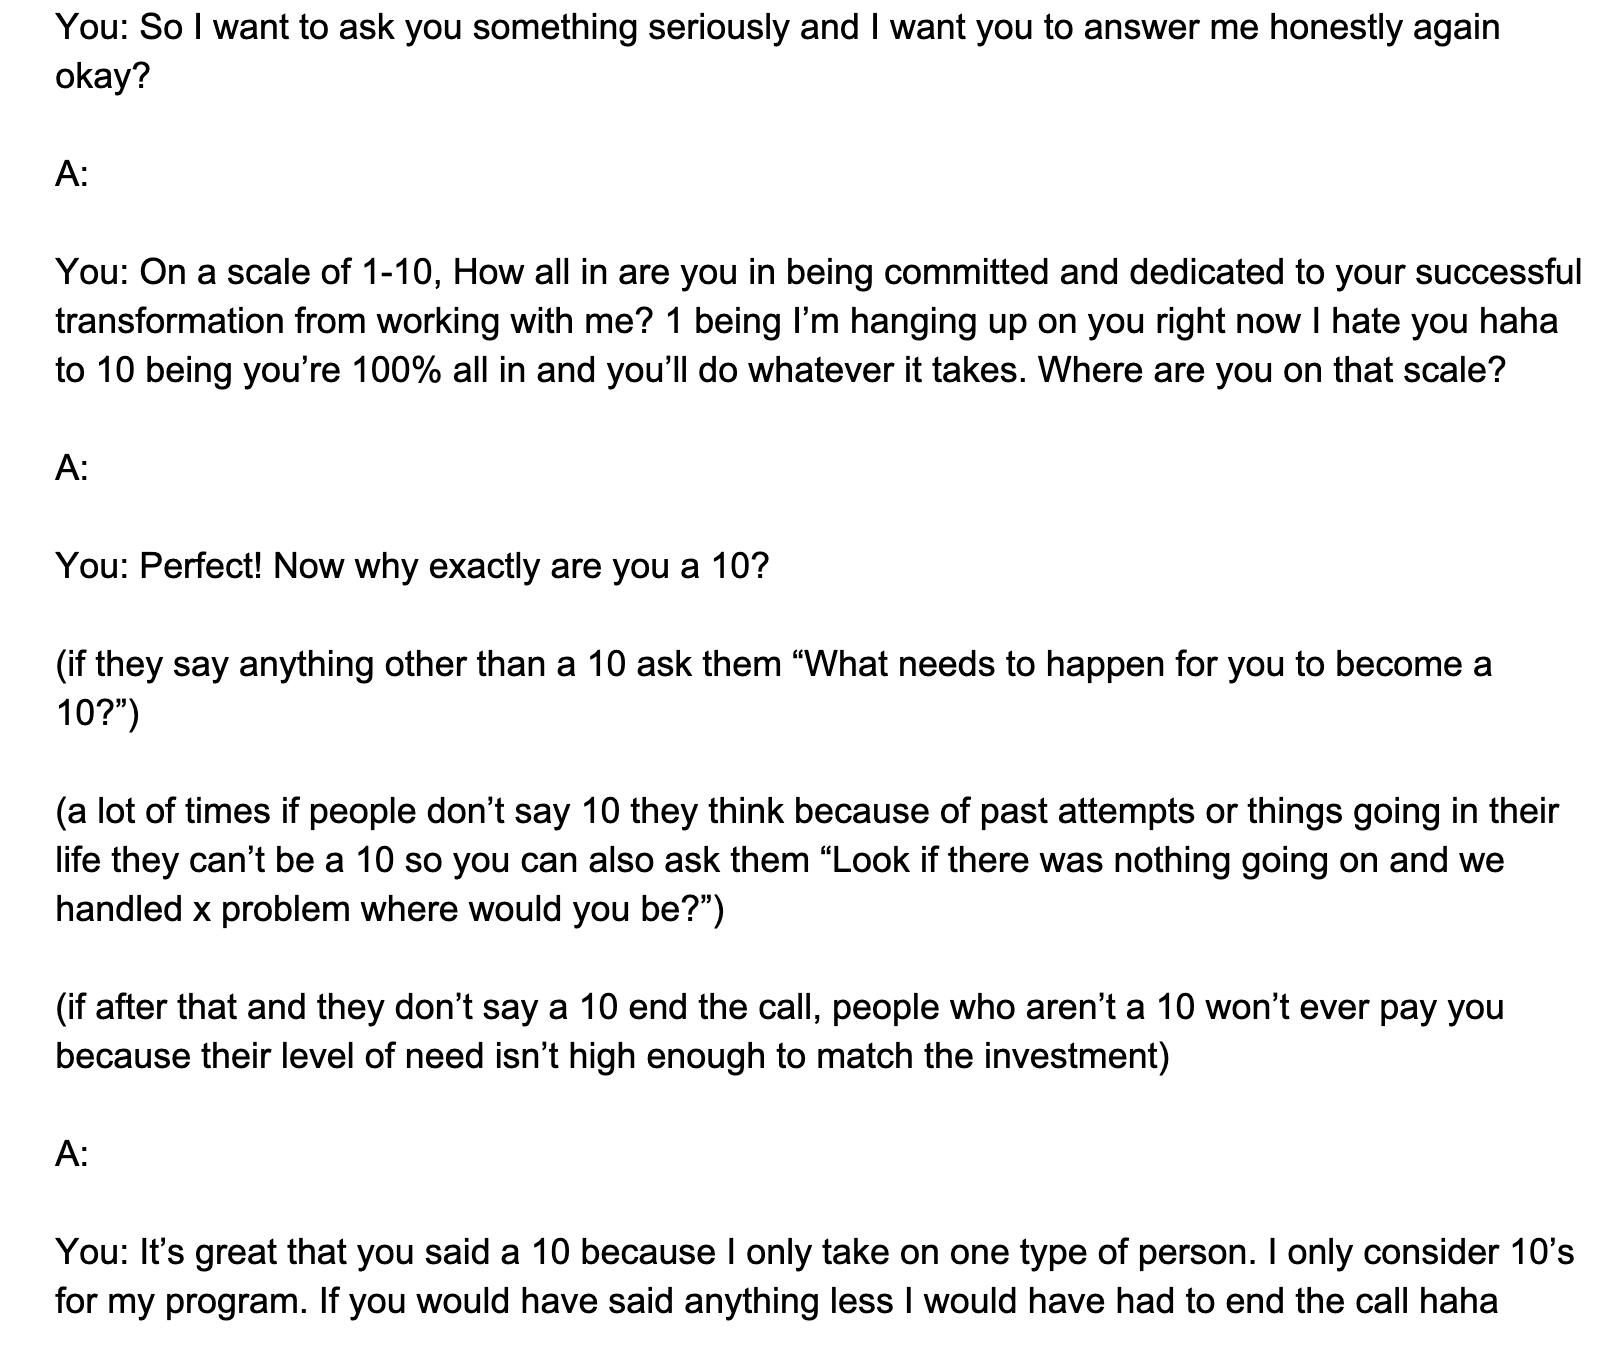 You: So I want to ask you something seriously and I want you to answer me honestly again
okay?
A:
You: On a scale of 1-10, How all in are you in being committed and dedicated to your successful
transformation from working with me? 1 being I’m hanging up on you right now I hate you haha
to 10 being you’re 100% all in and you’ll do whatever it takes. Where are you on that scale?
A:
You: Perfect! Now why exactly are you a 10?
(if they say anything other than a 10 ask them “What needs to happen for you to become a
10?”)
(a lot of times if people don’t say 10 they think because of past attempts or things going in their
life they can’t be a 10 so you can also ask them “Look if there was nothing going on and we
handled x problem where would you be?”)
(if after that and they don’t say a 10 end the call, people who aren’t a 10 won’t ever pay you
because their level of need isn’t high enough to match the investment)
A:
You: It’s great that you said a 10 because I only take on one type of person. I only consider 10’s
for my program. If you would have said anything less I would have had to end the call haha